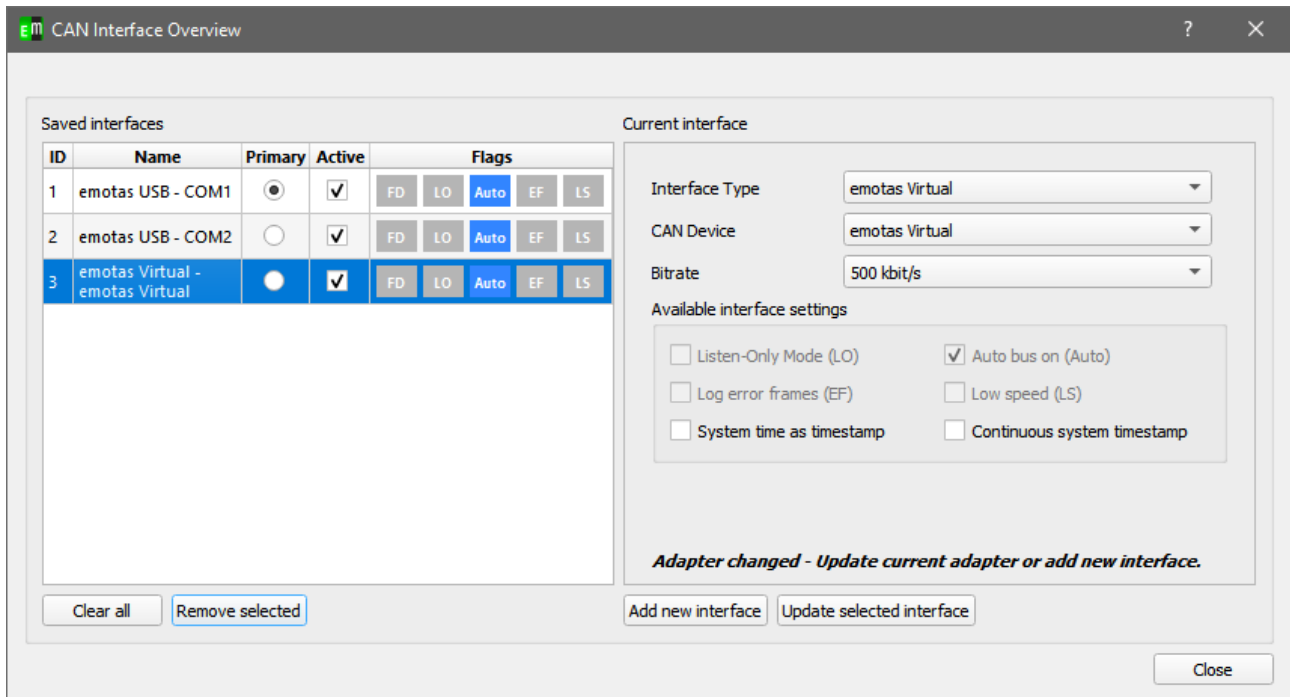 Em CAN Interface Overview ?
Saved interfaces
ID Name Primary Active Flags
1 emotas USB - COM1 FD LO Auto EF LS
2 emotas USB - COM2 FD LO Auto EF LS
3 emotas Virtual -
emotas Virtual FD LO Auto EF LS
Clear all Remove selected
Current interface
Interface Type emotas Virtual
CAN Device emotas Virtual
Bitrate 500 kbit/s
Available interface settings
Listen-Only Mode (LO) Auto bus on (Auto)
Log error frames (EF) Low speed (LS)
System time as timestamp Continuous system timestamp
Adapter changed - Update current adapter or add new interface.
Add new interface Update selected interface
Close